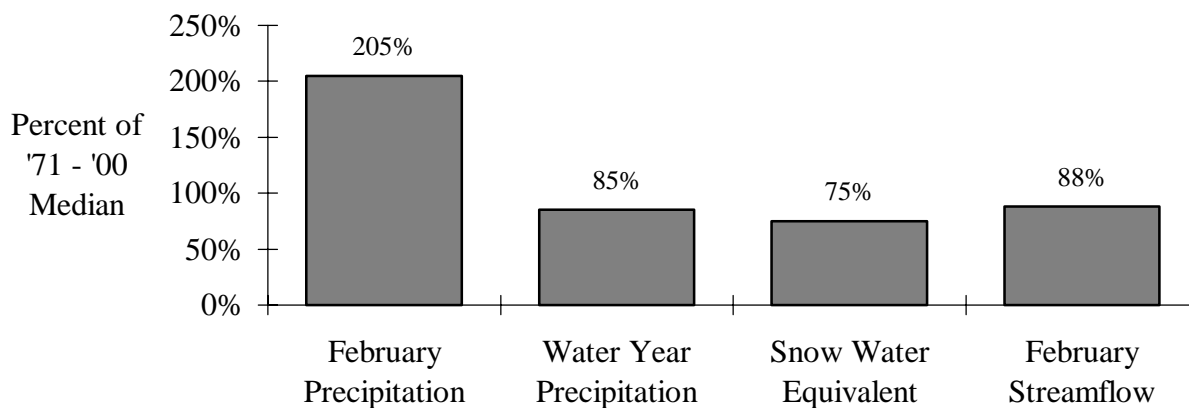 250%
200%
150%
100%
50%
0%
Percent of
'71 - '00
Median
205%
85%
75%
88%
February
Precipitation
Water Year
Precipitation
Snow Water
Equivalent
February
Streamflow